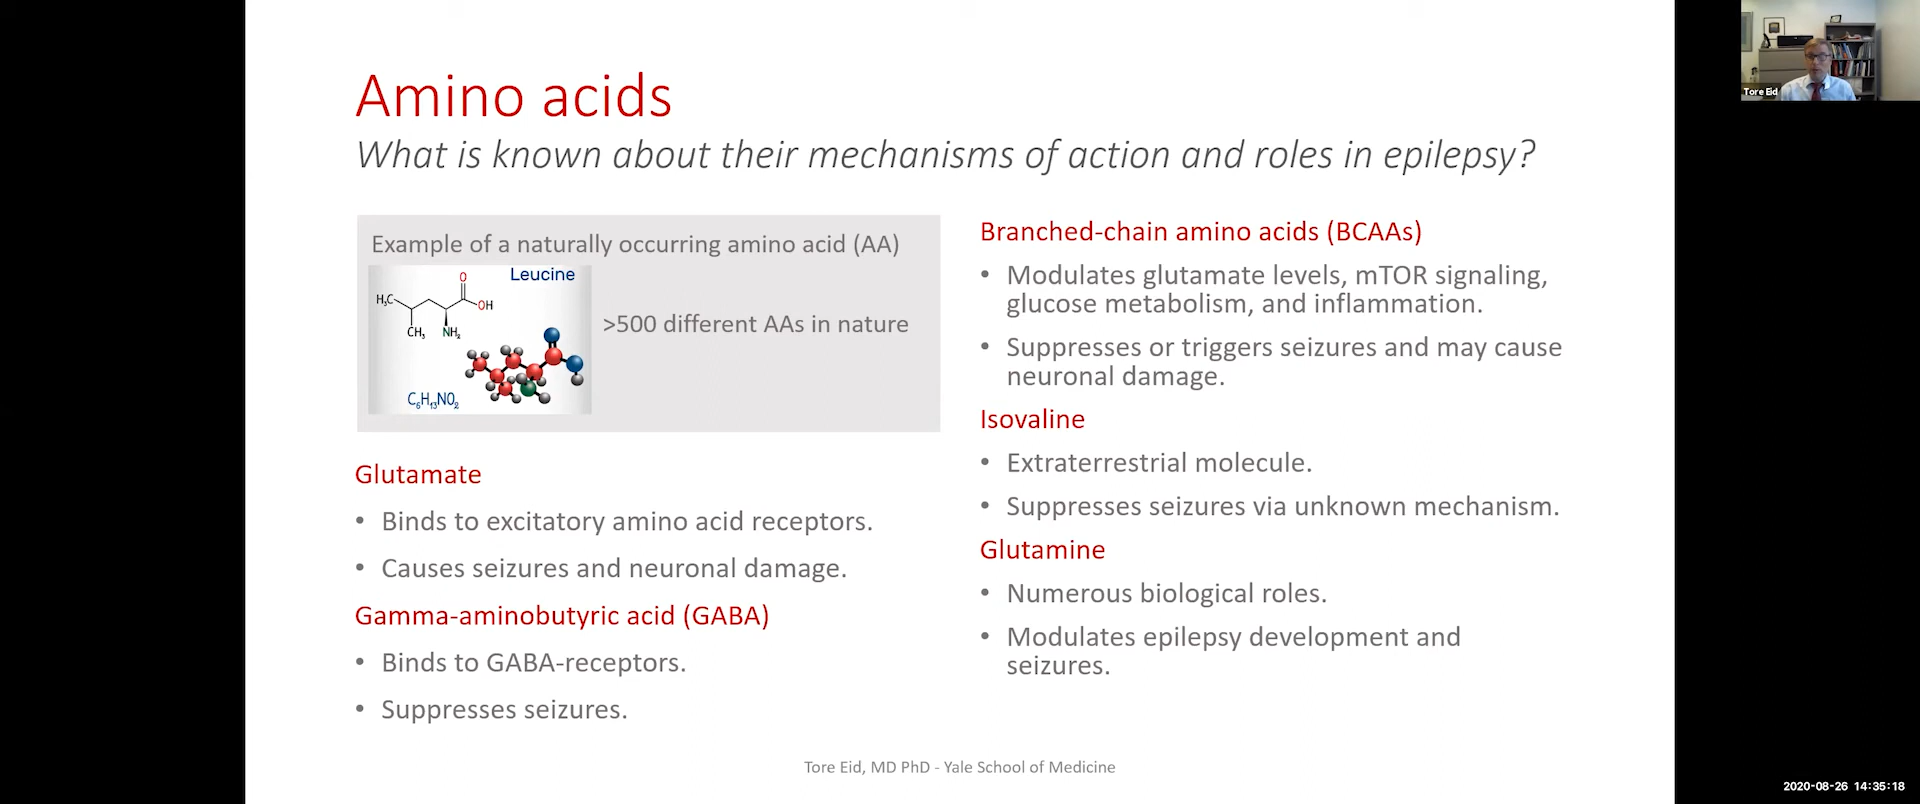 Amino acids
What is known about their mechanisms of action and roles in epilepsy?
Example of a naturally occurring amino acid (AA)
Leucine
O
H₃C
OH
CH₃
NH₂
C₆H₁₃NO₂
>500 different AAs in nature
Glutamate
• Binds to excitatory amino acid receptors.
• Causes seizures and neuronal damage.
Gamma-aminobutyric acid (GABA)
• Binds to GABA-receptors.
• Suppresses seizures.
Branched-chain amino acids (BCAAs)
• Modulates glutamate levels, mTOR signaling,
glucose metabolism, and inflammation.
• Suppresses or triggers seizures and may cause
neuronal damage.
Isovaline
• Extraterrestrial molecule.
• Suppresses seizures via unknown mechanism.
Glutamine
• Numerous biological roles.
• Modulates epilepsy development and
seizures.
Tore Eid, MD PhD - Yale School of Medicine
Tore Eid
2020-08-26 14:35:18